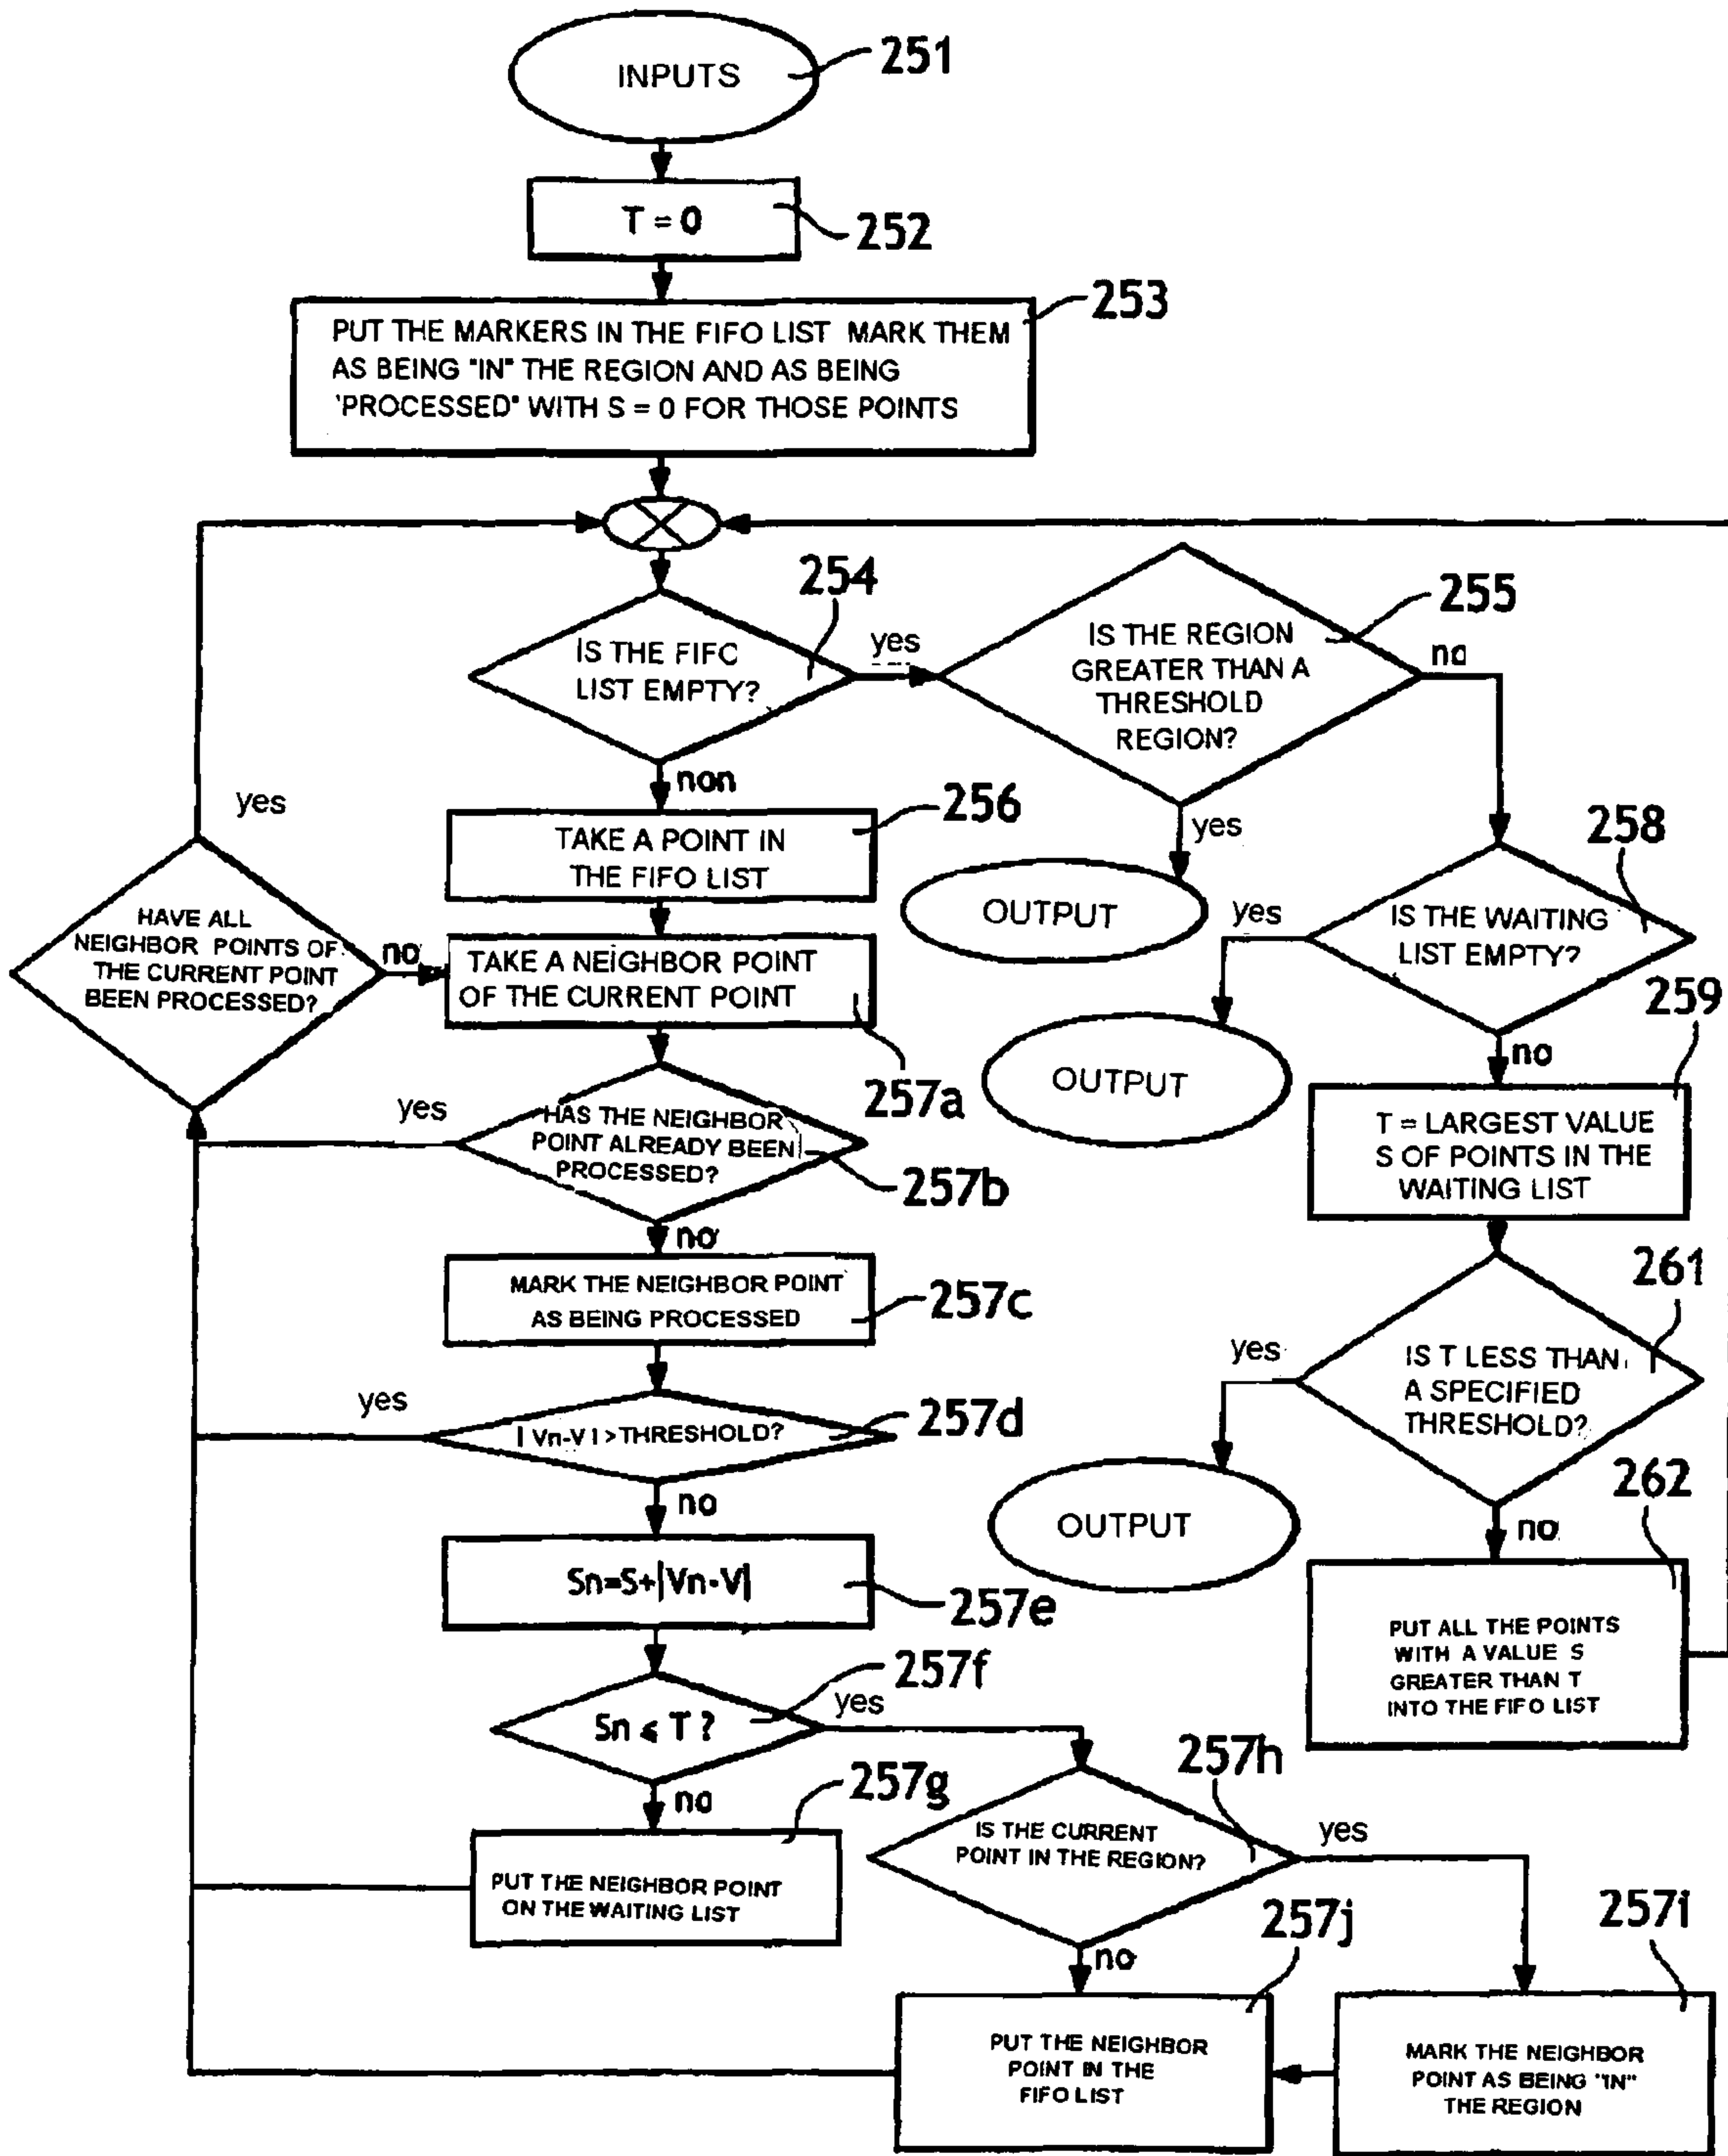 INPUTS
251
T = 0
252
253
PUT THE MARKERS IN THE FIFO LIST MARK THEM
AS BEING "IN" THE REGION AND AS BEING
'PROCESSED" WITH S = 0 FOR THOSE POINTS
254
IS THE FIFC
LIST EMPTY?
yes
255
IS THE REGION
GREATER THAN A
THRESHOLD
REGION?
no
non
yes
256
TAKE A POINT IN
THE FIFO LIST
yes
OUTPUT
258
IS THE WAITING
LIST EMPTY?
yes
HAVE ALL
NEIGHBOR POINTS OF
THE CURRENT POINT
BEEN PROCESSED?
no
TAKE A NEIGHBOR POINT
OF THE CURRENT POINT
257a
OUTPUT
no
259
T = LARGEST VALUE
S OF POINTS IN THE
WAITING LIST
yes
HAS THE NEIGHBOR
POINT ALREADY BEEN
PROCESSED?
257b
no
MARK THE NEIGHBOR POINT
AS BEING PROCESSED
257c
261
IS T LESS THAN
A SPECIFIED
THRESHOLD?
yes
yes
| Vn-V I > THRESHOLD?
257d
no
OUTPUT
no
262
PUT ALL THE POINTS
WITH A VALUE S
GREATER THAN T
INTO THE FIFO LIST
Sn=S+|Vn-V|
257e
257f
Sn ⩽ T ?
yes
no
257g
PUT THE NEIGHBOR POINT
ON THE WAITING LIST
257h
IS THE CURRENT
POINT IN THE REGION?
yes
no
257j
PUT THE NEIGHBOR
POINT IN THE
FIFO LIST
257i
MARK THE NEIGHBOR
POINT AS BEING "IN"
THE REGION